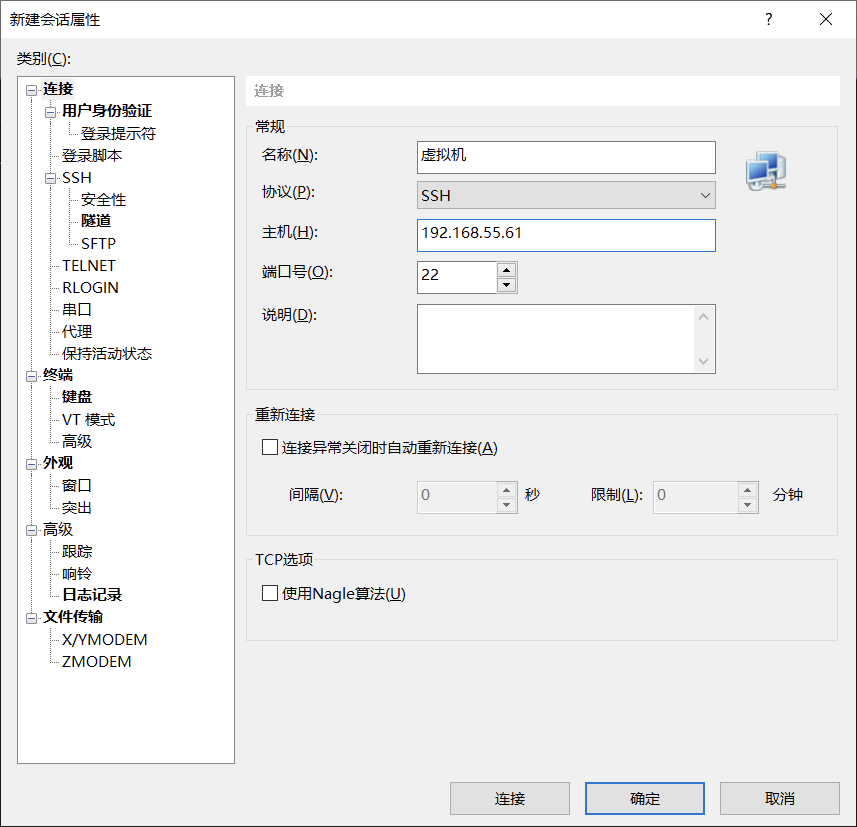 新建会话属性
?
类别(C):
连接
用户身份验证
登录提示符
登录脚本
SSH
安全性
隧道
SFTP
TELNET
RLOGIN
串口
代理
保持活动状态
终端
键盘
VT 模式
高级
外观
窗口
突出
高级
跟踪
响铃
日志记录
文件传输
X/YMODEM
ZMODEM
连接
常规
名称(N): 虚拟机
协议(P): SSH
主机(H): 192.168.55.61
端口号(O): 22
说明(D):
重新连接
连接异常关闭时自动重新连接(A)
间隔(V): 0 秒 限制(L): 0 分钟
TCP选项
使用Nagle算法(U)
连接 确定 取消